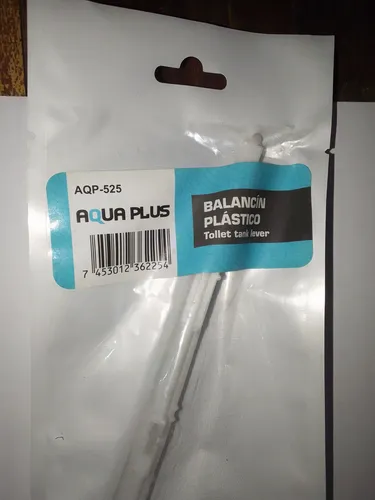 AQP-525
AQUA PLUS
7 453012 362254
BALANCÍN
PLÁSTICO
Toilet tank lever